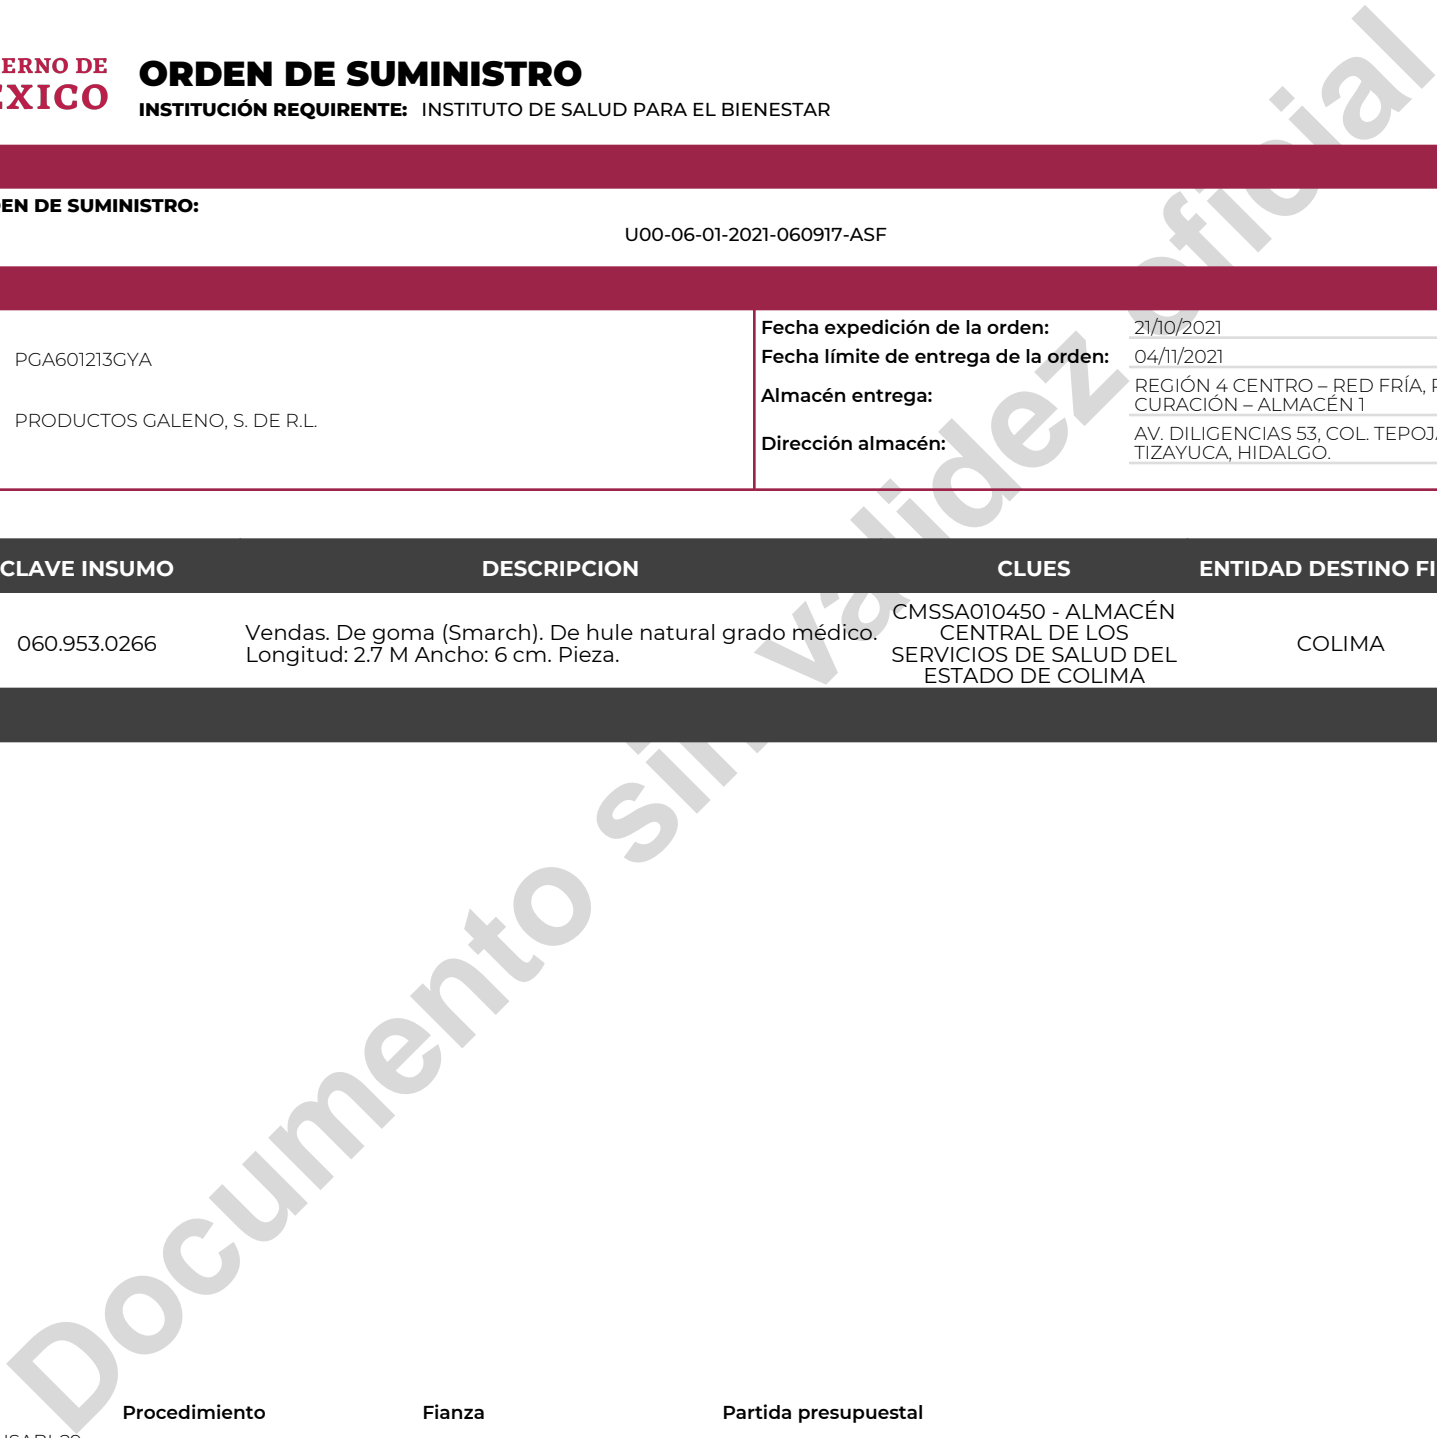 ERNO DE
EXICO
ORDEN DE SUMINISTRO
INSTITUCIÓN REQUIRENTE: INSTITUTO DE SALUD PARA EL BIENESTAR
EN DE SUMINISTRO:
U00-06-01-2021-060917-ASF
PGA601213GYA
PRODUCTOS GALENO, S. DE R.L.
Fecha expedición de la orden: 21/10/2021
Fecha límite de entrega de la orden: 04/11/2021
Almacén entrega: REGIÓN 4 CENTRO – RED FRÍA,
CURACIÓN – ALMACÉN 1
Dirección almacén: AV. DILIGENCIAS 53, COL. TEPOJA
TIZAYUCA, HIDALGO.
CLAVE INSUMO DESCRIPCION CLUES ENTIDAD DESTINO FI
060.953.0266
Vendas. De goma (Smarch). De hule natural grado médico.
Longitud: 2.7 M Ancho: 6 cm. Pieza.
CMSSA010450 - ALMACÉN
CENTRAL DE LOS
SERVICIOS DE SALUD DEL
ESTADO DE COLIMA
COLIMA
Documento sin validez oficial
Procedimiento Fianza Partida presupuestal